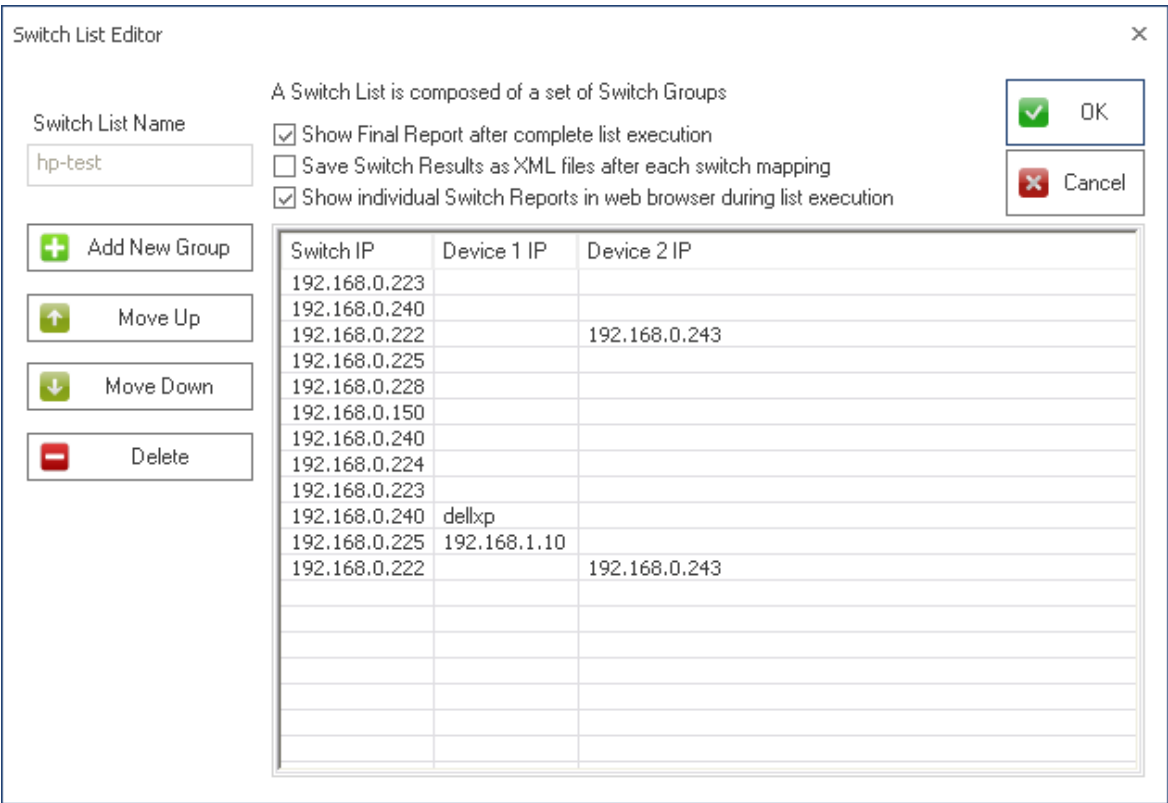 Switch List Editor
A Switch List is composed of a set of Switch Groups
Switch List Name
hp-test
Show Final Report after complete list execution
Save Switch Results as XML files after each switch mapping
Show individual Switch Reports in web browser during list execution
OK
Cancel
Add New Group
Move Up
Move Down
Delete
Switch IP Device 1 IP Device 2 IP
192.168.0.223
192.168.0.240
192.168.0.222 192.168.0.243
192.168.0.225
192.168.0.228
192.168.0.150
192.168.0.240
192.168.0.224
192.168.0.223
192.168.0.240 dellxp
192.168.0.225 192.168.1.10
192.168.0.222 192.168.0.243